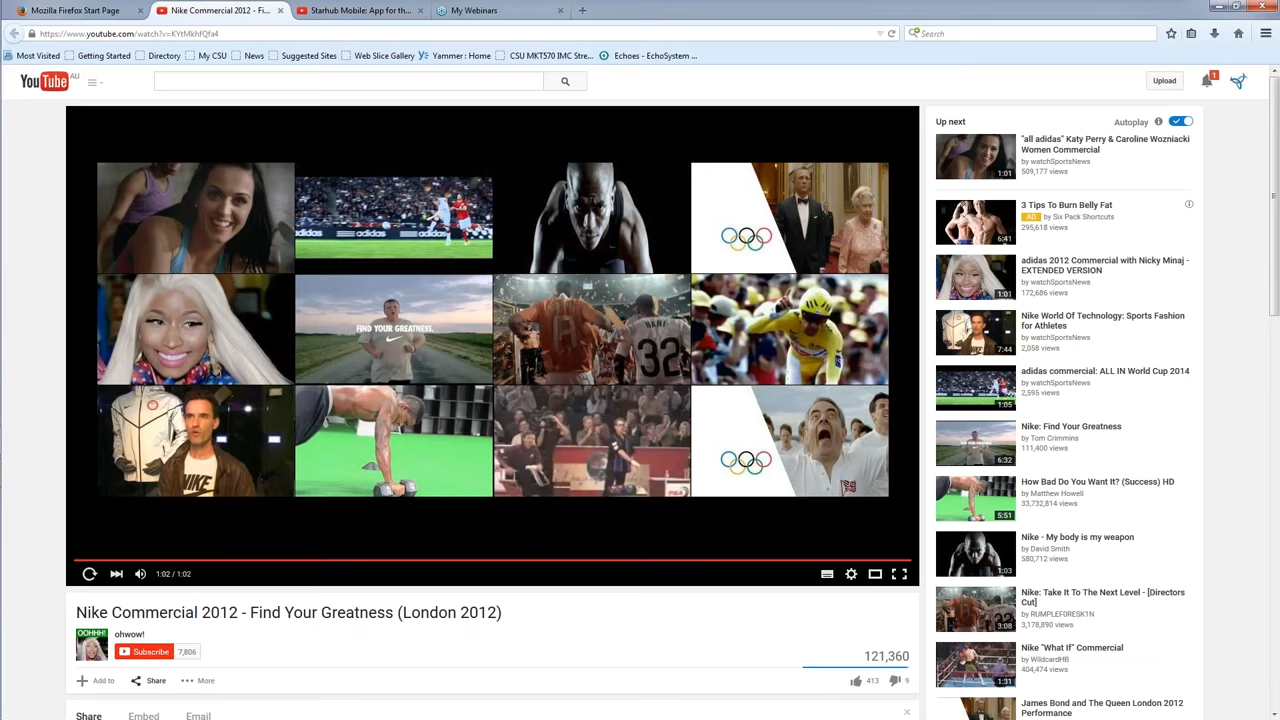 Mozilla Firefox Start Page
Nike Commercial 2012 - Fi...
Starhub Mobile: App for th...
My Webinars
https://www.youtube.com/watch?v=KYtMkhfQfa4
Search
Most Visited
Getting Started
Directory
My CSU
News
Suggested Sites
Web Slice Gallery
Yammer : Home
CSU MKT570 IMC Stre...
Echoes - EchoSystem ...
YouTube AU
Upload
1
FIND YOUR GREATNESS.
NANI
32
NIKE
1:02 / 1:02
Nike Commercial 2012 - Find Your Greatness (London 2012)
OOHHH!
ohwow!
Subscribe
7,806
121,360
Add to
Share
More
413
9
Share
Embed
Email
Up next
Autoplay
"all adidas" Katy Perry & Caroline Wozniacki
Women Commercial
by watchSportsNews
509,177 views
1:01
3 Tips To Burn Belly Fat
AD by Six Pack Shortcuts
295,618 views
6:41
adidas 2012 Commercial with Nicky Minaj -
EXTENDED VERSION
by watchSportsNews
172,686 views
1:01
Nike World Of Technology: Sports Fashion
for Athletes
by watchSportsNews
2,058 views
7:44
adidas commercial: ALL IN World Cup 2014
by watchSportsNews
2,595 views
1:05
Nike: Find Your Greatness
by Tom Crimmins
111,400 views
6:32
How Bad Do You Want It? (Success) HD
by Matthew Howell
33,732,814 views
5:51
Nike - My body is my weapon
by David Smith
580,712 views
1:03
Nike: Take It To The Next Level - [Directors
Cut]
by RUMPLEF0RESK1N
3,178,890 views
3:08
Nike "What If" Commercial
by WildcardHB
404,474 views
1:31
James Bond and The Queen London 2012
Performance